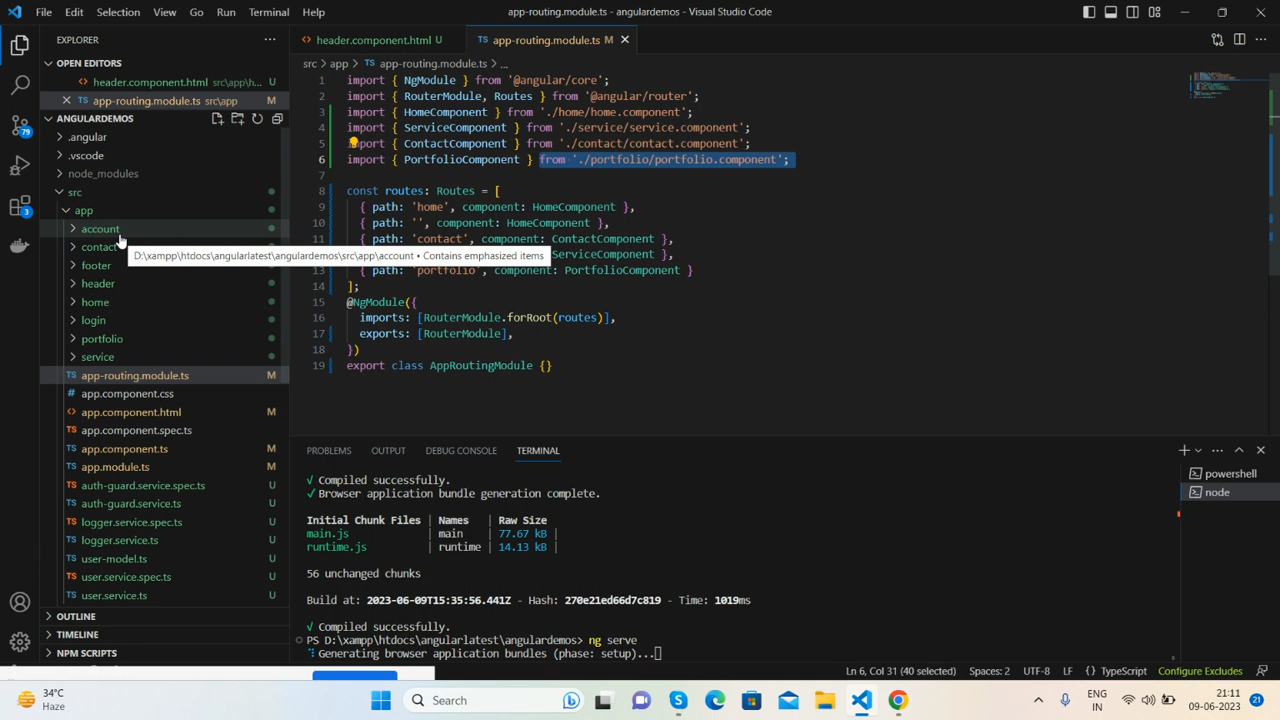 File Edit Selection View Go Run Terminal Help
app-routing.module.ts - angulardemos - Visual Studio Code
EXPLORER
OPEN EDITORS
header.component.html src\app\h...
app-routing.module.ts src\app M
ANGULARDEMOS
.angular
.vscode
node_modules
src
app
account
contact
footer
header
home
login
portfolio
service
app-routing.module.ts M
app.component.css
app.component.html M
app.component.spec.ts
app.component.ts M
app.module.ts M
auth-guard.service.spec.ts U
auth-guard.service.ts U
logger.service.spec.ts U
logger.service.ts U
user-model.ts U
user.service.spec.ts U
user.service.ts U
OUTLINE
TIMELINE
NPM SCRIPTS
79
3
D:\xampp\htdocs\angularlatest\angulardemos\src\app\account • Contains emphasized items
header.component.html U
TS app-routing.module.ts M
src > app > TS app-routing.module.ts > ...
1 import { NgModule } from '@angular/core';
2 import { RouterModule, Routes } from '@angular/router';
3 import { HomeComponent } from './home/home.component';
4 import { ServiceComponent } from './service/service.component';
5 import { ContactComponent } from './contact/contact.component';
6 import { PortfolioComponent } from './portfolio/portfolio.component';
7
8 const routes: Routes = [
9 { path: 'home', component: HomeComponent },
10 { path: '', component: HomeComponent },
11 { path: 'contact', component: ContactComponent },
ServiceComponent },
13 { path: 'portfolio', component: PortfolioComponent }
14 ];
15 @NgModule({
16 imports: [RouterModule.forRoot(routes)],
17 exports: [RouterModule],
18 })
19 export class AppRoutingModule {}
PROBLEMS OUTPUT DEBUG CONSOLE TERMINAL
powershell
node
√ Compiled successfully.
✓ Browser application bundle generation complete.
Initial Chunk Files | Names | Raw Size
main.js | main | 77.67 kB |
runtime.js | runtime | 14.13 kB |
56 unchanged chunks
Build at: 2023-06-09T15:35:56.441Z - Hash: 270e21ed66d7c819 - Time: 1019ms
√ Compiled successfully.
PS D:\xampp\htdocs\angularlatest\angulardemos> ng serve
Generating browser application bundles (phase: setup)...
Ln 6, Col 31 (40 selected) Spaces: 2 UTF-8 LF { } TypeScript Configure Excludes
34°C
Haze
Search
ENG
IN
21:11
09-06-2023
21